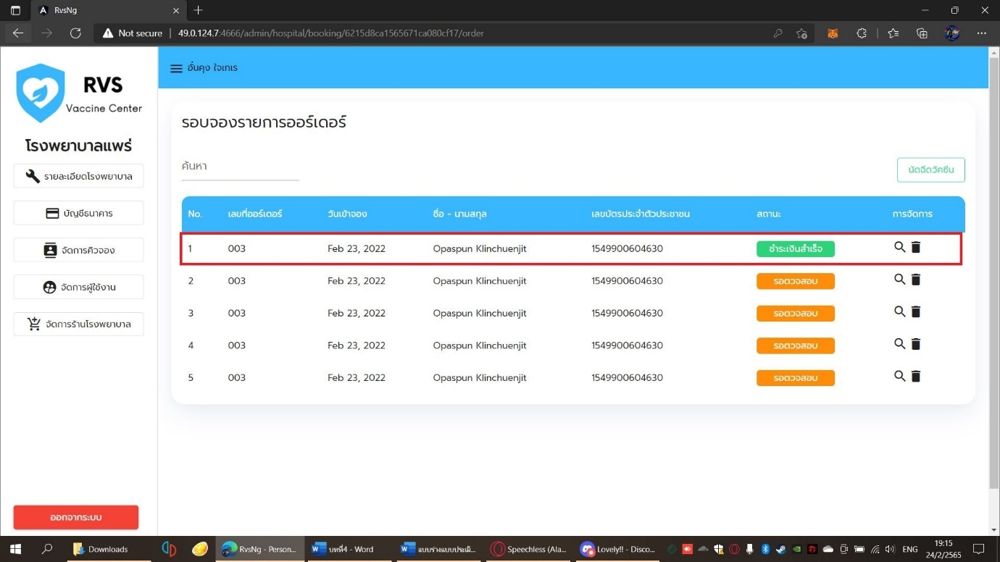 RvsNg
Not secure 49.0.124.7:4666/admin/hospital/booking/6215d8ca1565671ca080cf17/order
RVS
Vaccine Center
โรงพยาบาลแพร่
รายละเอียดโรงพยาบาล
บัญชีธนาคาร
จัดการคิวจอง
จัดการผู้ใช้งาน
จัดการร้านโรงพยาบาล
ออกจากระบบ
อั๋นคุง ใจเกเร
รอบจองรายการออร์เดอร์
ค้นหา
นัดฉีดวัคซีน
No. เลขที่ออร์เดอร์ วันเข้าจอง ชื่อ - นามสกุล เลขบัตรประจำตัวประชาชน สถานะ การจัดการ
1 003 Feb 23, 2022 Opaspun Klinchuenjit 1549900604630 ชำระเงินสำเร็จ
2 003 Feb 23, 2022 Opaspun Klinchuenjit 1549900604630 รอตวจสอบ
3 003 Feb 23, 2022 Opaspun Klinchuenjit 1549900604630 รอตวจสอบ
4 003 Feb 23, 2022 Opaspun Klinchuenjit 1549900604630 รอตวจสอบ
5 003 Feb 23, 2022 Opaspun Klinchuenjit 1549900604630 รอตวจสอบ
Downloads RvsNg - Person... บทที่4 - Word แบบร่างแบบประเมิ... Speechless (Ala... Lovely!! - Disco... ENG 19:15
24/2/2565